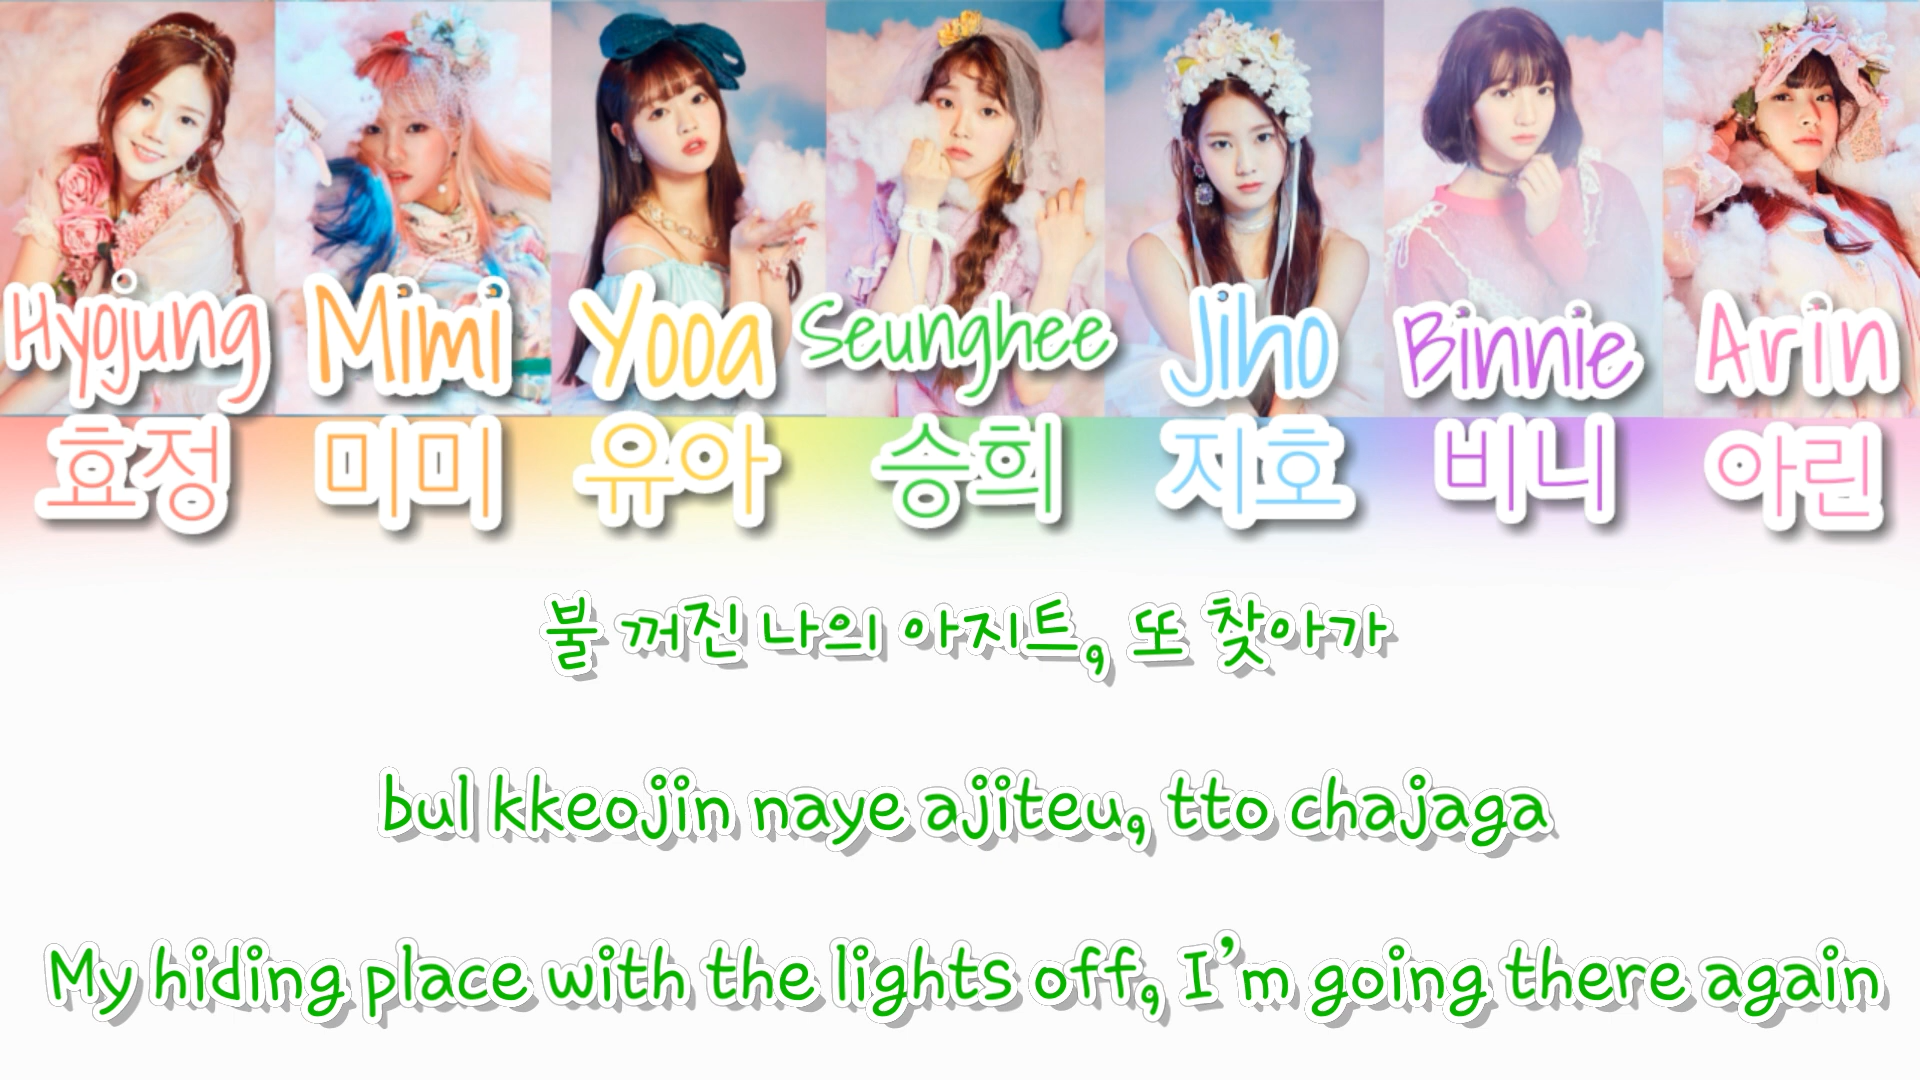 Hyojung Mimi Yooa Seunghee Jiho Binnie Arin
효정 미미 유아 승희 지호 비니 아린
불 꺼진 나의 아지트, 또 찾아가
bul kkeojin naye ajiteu, tto chajaga
My hiding place with the lights off, I'm going there again